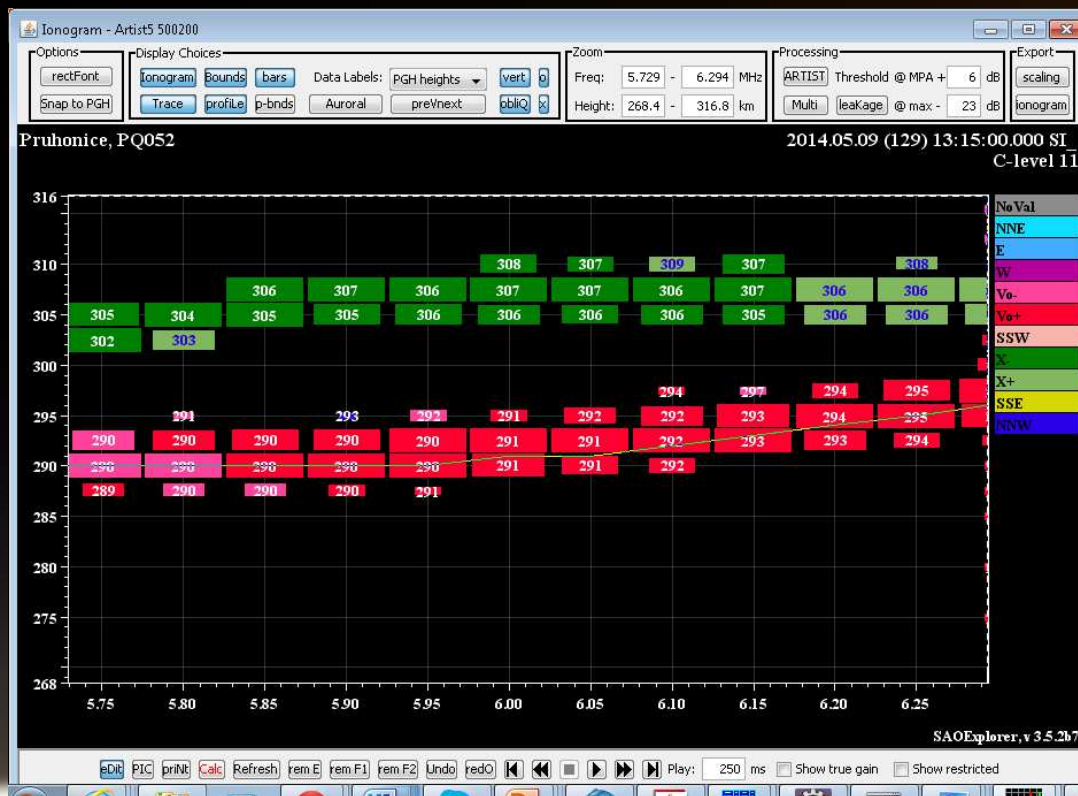 Ionogram - Artist5 500200
Options Display Choices Zoom Processing Export
rectFont Ionogram Bounds bars Data Labels: PGH heights vert o Freq: 5.729 - 6.294 MHz ARTIST Threshold @ MPA + 6 dB scaling
Snap to PGH Trace profiLe p-bnds Auroral preVnext obliQ x Height: 268.4 - 316.8 km Multi leaKage @ max - 23 dB ionogram
Pruhonice, PQ052 2014.05.09 (129) 13:15:00.000 SI_
C-level 11
316
NoVal
NNE
E
W
Vo-
Vo+
SSW
X-
X+
SSE
NNW
310 308 307 309 307 308
306 307 306 307 307 306 307 306 306
305 305 304 305 305 306 306 306 306 305 306 306
302 303
300
294 297 294 295
295 291 293 292 291 292 292 293 294 295
290 290 290 290 290 291 291 292 293 293 294
290 290 290 290 290 290 291 291 292
289 290 290 290 291
285
280
275
268
5.75 5.80 5.85 5.90 5.95 6.00 6.05 6.10 6.15 6.20 6.25
SAOExplorer, v 3.5.2b7
eDit PIC priNt Calc Refresh rem E rem F1 rem F2 Undo redO Play: 250 ms Show true gain Show restricted